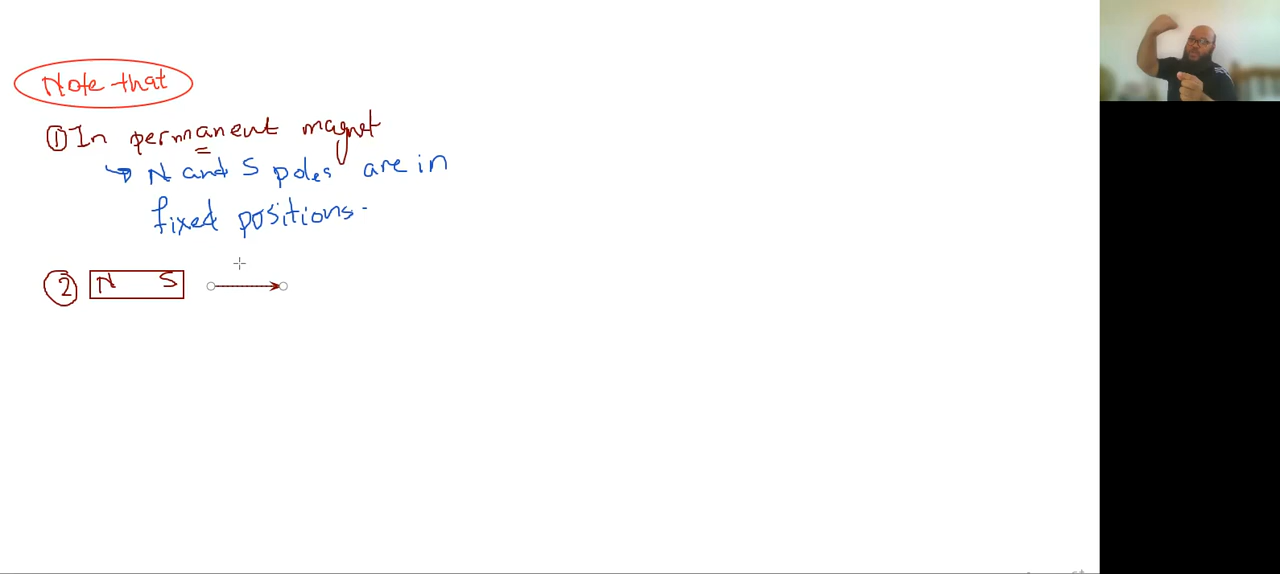 Note that
① In permanent magnet
↳ N and S poles are in
fixed positions.
② N S →